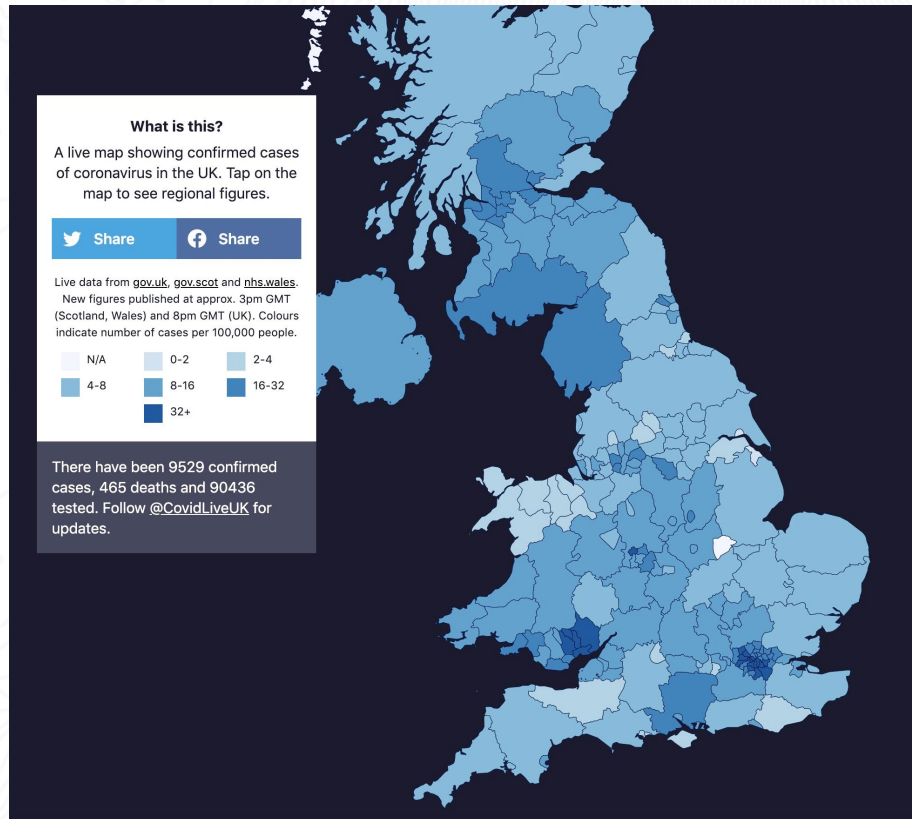 What is this?
A live map showing confirmed cases
of coronavirus in the UK. Tap on the
map to see regional figures.
Share
Share
Live data from gov.uk, gov.scot and nhs.wales.
New figures published at approx. 3pm GMT
(Scotland, Wales) and 8pm GMT (UK). Colours
indicate number of cases per 100,000 people.
N/A 0-2 2-4
4-8 8-16 16-32
32+
There have been 9529 confirmed
cases, 465 deaths and 90436
tested. Follow @CovidLiveUK for
updates.